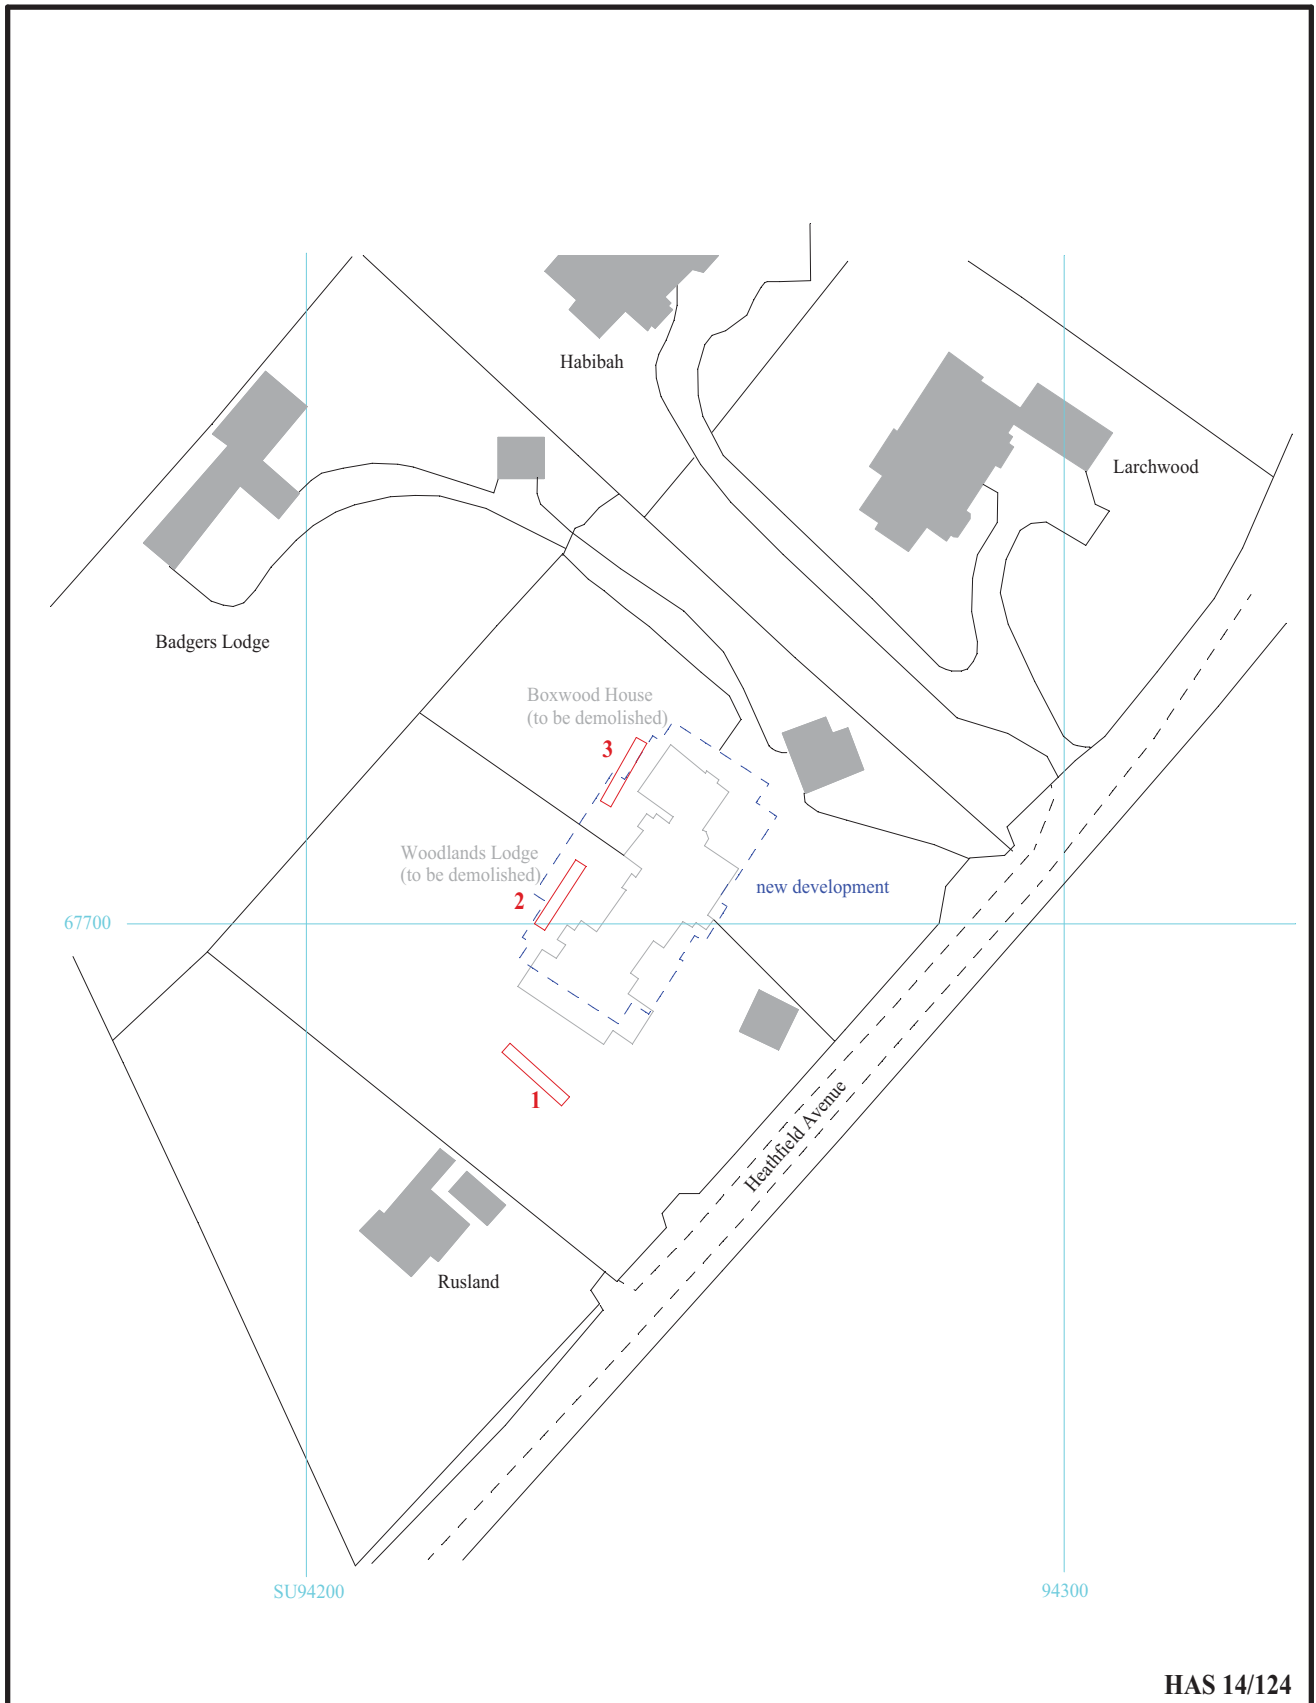 Habibah
Larchwood
Badgers Lodge
Boxwood House
(to be demolished)
3
Woodlands Lodge
(to be demolished)
2
new development
67700
1
Heathfield Avenue
Rusland
SU94200
94300
HAS 14/124